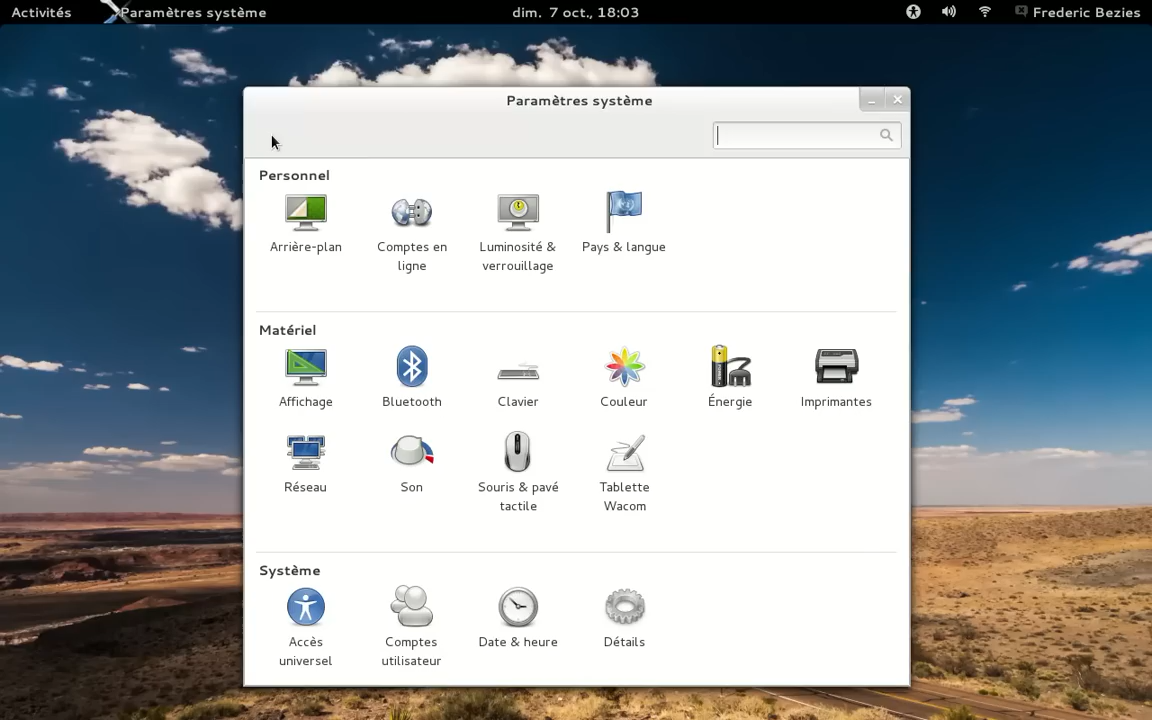 Activités Paramètres système dim. 7 oct., 18:03 Frederic Bezies
Paramètres système
Personnel
Arrière-plan Comptes en ligne Luminosité & verrouillage Pays & langue
Matériel
Affichage Bluetooth Clavier Couleur Énergie Imprimantes
Réseau Son Souris & pavé tactile Tablette Wacom
Système
Accès universel Comptes utilisateur Date & heure Détails